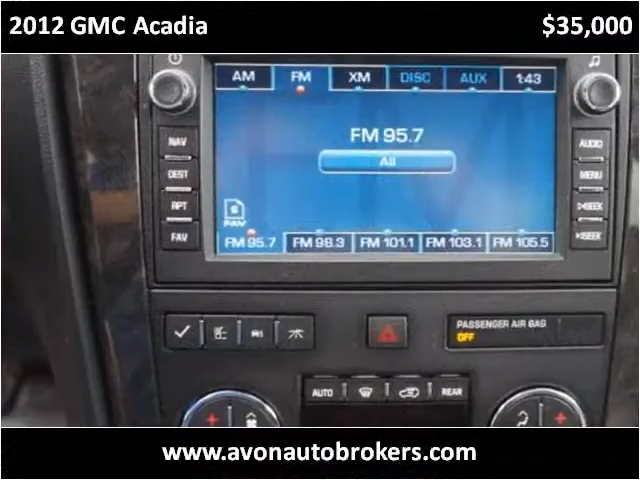 2012 GMC Acadia $35,000
AM FM XM DISC AUX 1:43
NAV
DEST
RPT
FAV
AUDIO
MENU
SEEK
SEEK
FM 95.7
All
6
FAV
FM 95.7 FM 98.3 FM 101.1 FM 103.1 FM 105.5
PASSENGER AIR BAG
OFF
AUTO REAR
www.avonautobrokers.com